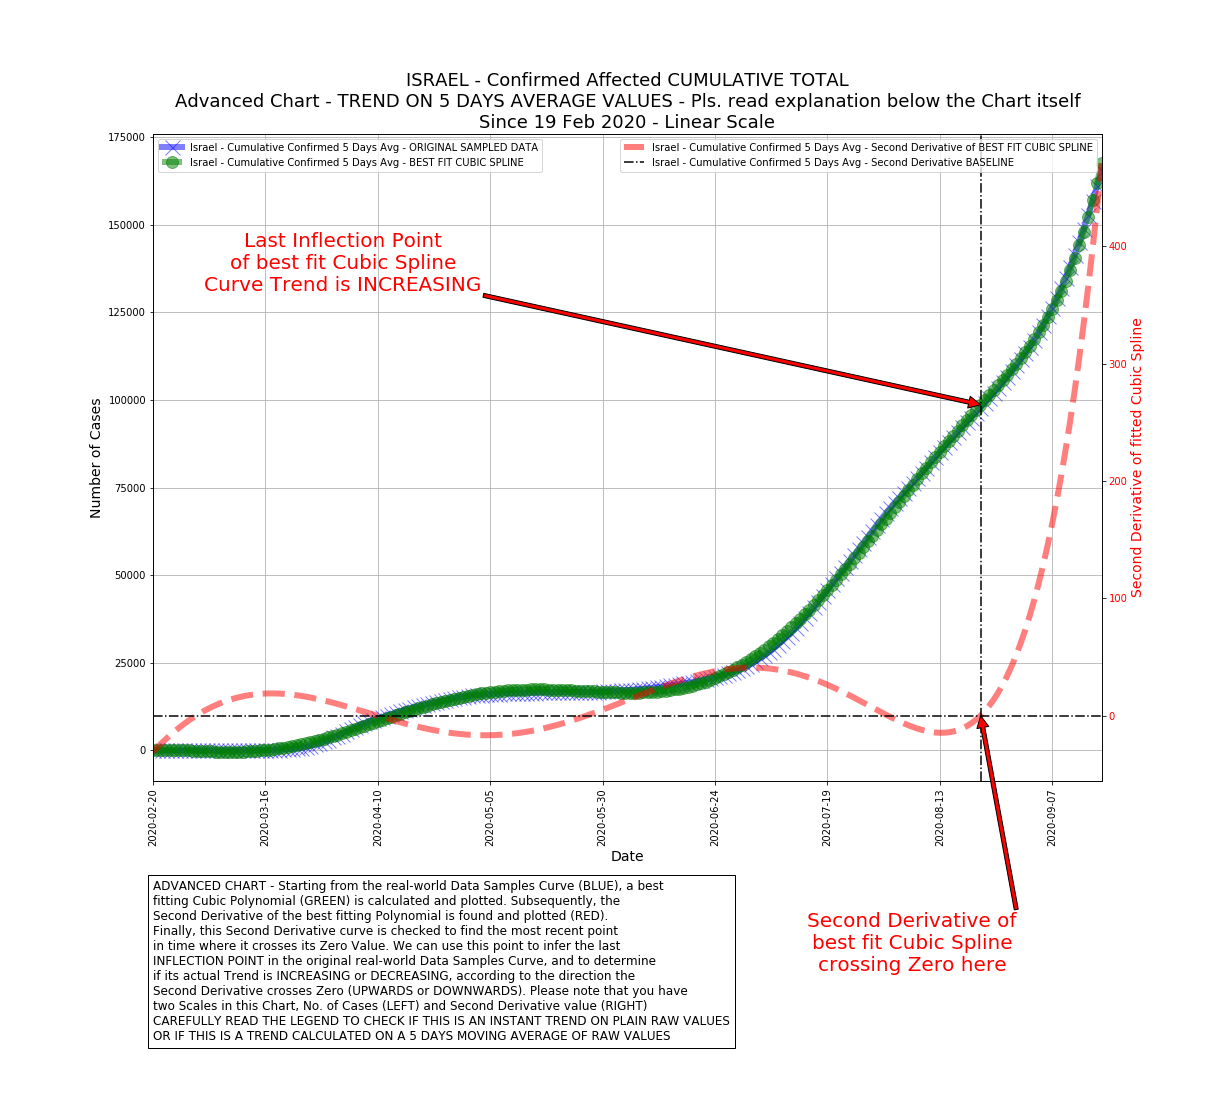 ISRAEL - Confirmed Affected CUMULATIVE TOTAL
Advanced Chart - TREND ON 5 DAYS AVERAGE VALUES - Pls. read explanation below the Chart itself
Since 19 Feb 2020 - Linear Scale
Israel - Cumulative Confirmed 5 Days Avg - ORIGINAL SAMPLED DATA
Israel - Cumulative Confirmed 5 Days Avg - BEST FIT CUBIC SPLINE
Israel - Cumulative Confirmed 5 Days Avg - Second Derivative of BEST FIT CUBIC SPLINE
Israel - Cumulative Confirmed 5 Days Avg - Second Derivative BASELINE
Last Inflection Point
of best fit Cubic Spline
Curve Trend is INCREASING
Number of Cases
175000
150000
125000
100000
75000
50000
25000
0
400
300
200
100
0
Second Derivative of fitted Cubic Spline
2020-02-20
2020-03-16
2020-04-10
2020-05-05
2020-05-30
2020-06-24
2020-07-19
2020-08-13
2020-09-07
Date
Second Derivative of
best fit Cubic Spline
crossing Zero here
ADVANCED CHART - Starting from the real-world Data Samples Curve (BLUE), a best
fitting Cubic Polynomial (GREEN) is calculated and plotted. Subsequently, the
Second Derivative of the best fitting Polynomial is found and plotted (RED).
Finally, this Second Derivative curve is checked to find the most recent point
in time where it crosses its Zero Value. We can use this point to infer the last
INFLECTION POINT in the original real-world Data Samples Curve, and to determine
if its actual Trend is INCREASING or DECREASING, according to the direction the
Second Derivative crosses Zero (UPWARDS or DOWNWARDS). Please note that you have
two Scales in this Chart, No. of Cases (LEFT) and Second Derivative value (RIGHT)
CAREFULLY READ THE LEGEND TO CHECK IF THIS IS AN INSTANT TREND ON PLAIN RAW VALUES
OR IF THIS IS A TREND CALCULATED ON A 5 DAYS MOVING AVERAGE OF RAW VALUES